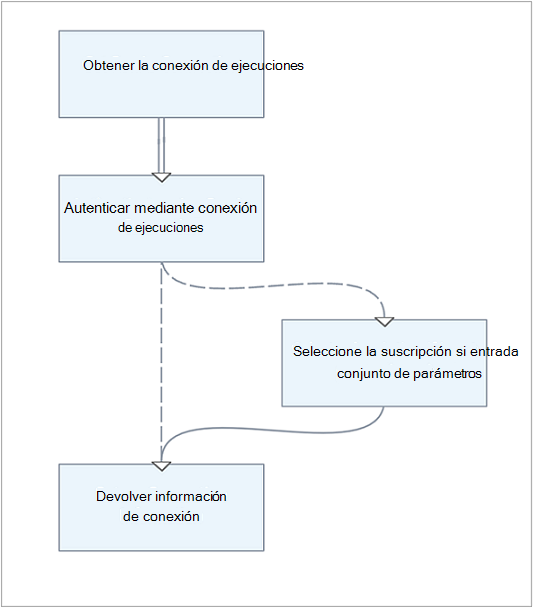 Obtener la conexión de ejecuciones
Autenticar mediante conexión
de ejecuciones
Seleccione la suscripción si entrada
conjunto de parámetros
Devolver información
de conexión